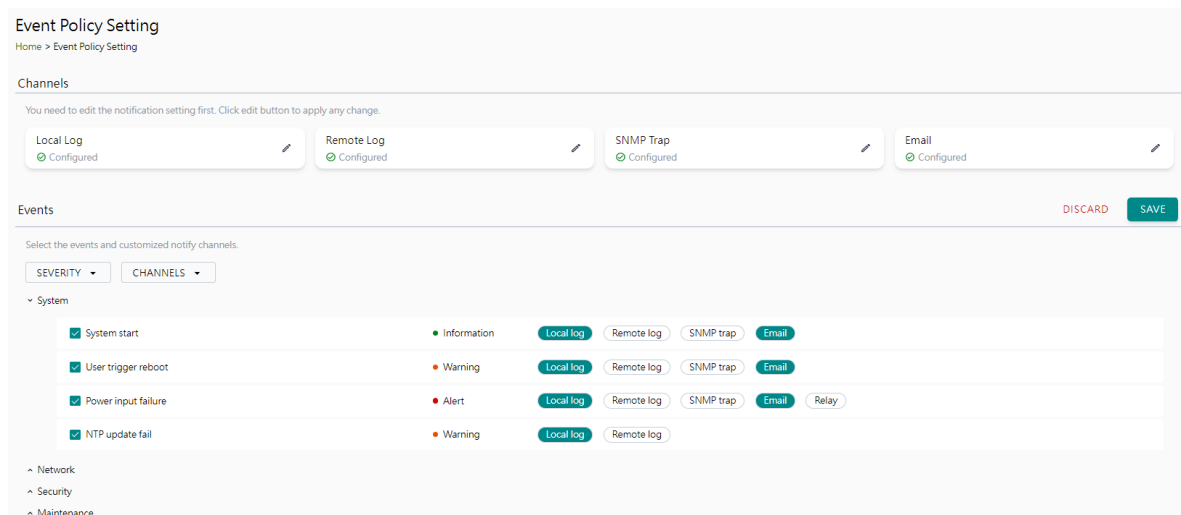 Event Policy Setting
Home > Event Policy Setting
Channels
You need to edit the notification setting first. Click edit button to apply any change.
Local Log
Configured
Remote Log
Configured
SNMP Trap
Configured
Email
Configured
Events
DISCARD
SAVE
Select the events and customized notify channels.
SEVERITY
CHANNELS
System
System start Information Local log Remote log SNMP trap Email
User trigger reboot Warning Local log Remote log SNMP trap Email
Power input failure Alert Local log Remote log SNMP trap Email Relay
NTP update fail Warning Local log Remote log
Network
Security
Maintenance